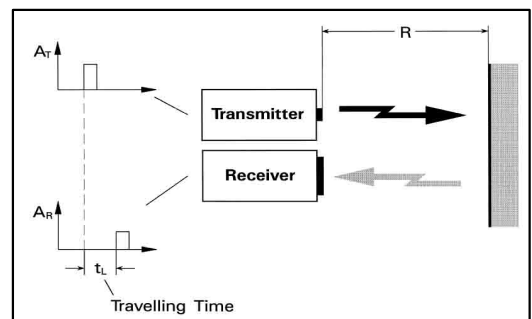 R
A_T
Transmitter
Receiver
A_R
t_L
Travelling Time